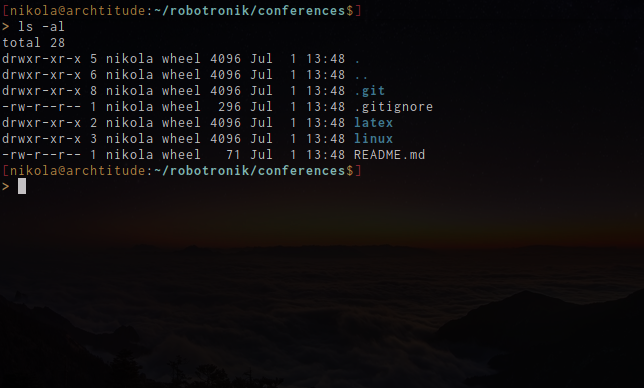 [nikola@archtitude:~/robotronik/conferences$]
> ls -al
total 28
drwxr-xr-x 5 nikola wheel 4096 Jul  1 13:48 .
drwxr-xr-x 6 nikola wheel 4096 Jul  1 13:48 ..
drwxr-xr-x 8 nikola wheel 4096 Jul  1 13:48 .git
-rw-r--r-- 1 nikola wheel  296 Jul  1 13:48 .gitignore
drwxr-xr-x 2 nikola wheel 4096 Jul  1 13:48 latex
drwxr-xr-x 3 nikola wheel 4096 Jul  1 13:48 linux
-rw-r--r-- 1 nikola wheel   71 Jul  1 13:48 README.md
[nikola@archtitude:~/robotronik/conferences$]
>